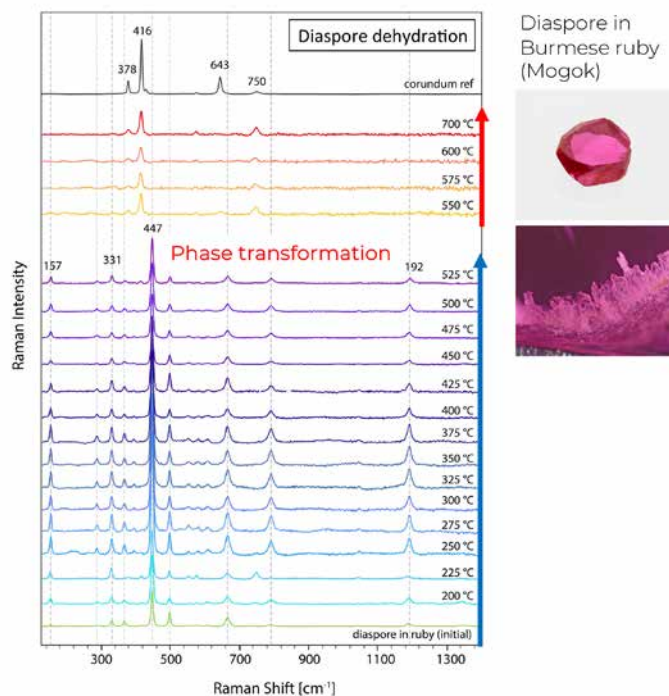 Diaspore dehydration
Diaspore in
Burmese ruby
(Mogok)
416
378
643
750
corundum ref
700 °C
600 °C
575 °C
550 °C
447
Phase transformation
157
331
192
525 °C
500 °C
475 °C
450 °C
425 °C
400 °C
375 °C
350 °C
325 °C
300 °C
275 °C
250 °C
225 °C
200 °C
diaspore in ruby (initial)
Raman Intensity
300 500 700 900 1100 1300
Raman Shift [cm⁻¹]